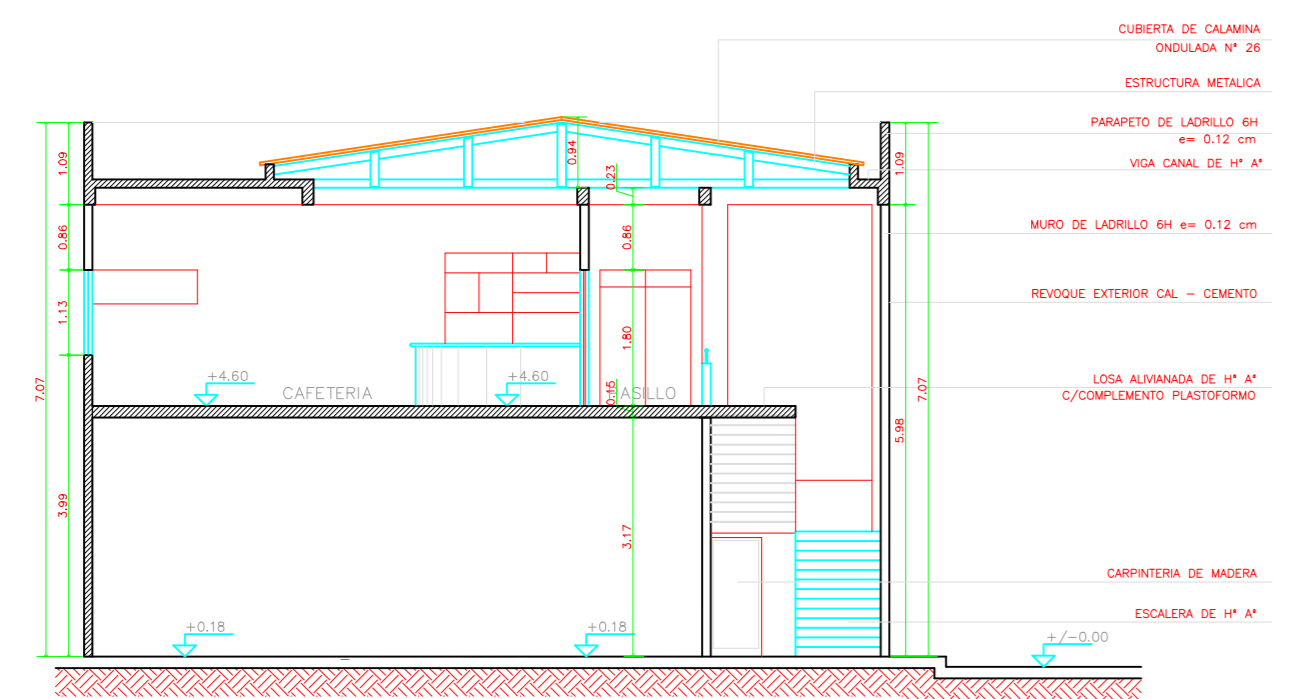 CUBIERTA DE CALAMINA
ONDULADA Nº 26
ESTRUCTURA METALICA
PARAPETO DE LADRILLO 6H
e= 0.12 cm
VIGA CANAL DE Hº Aº
1.09
0.94
0.23
1.09
0.86
0.86
MURO DE LADRILLO 6H e= 0.12 cm
REVOQUE EXTERIOR CAL – CEMENTO
1.13
1.80
7.07
+4.60
CAFETERIA
+4.60
0.15
ASILLO
7.07
LOSA ALIVIANADA DE Hº Aº
C/COMPLEMENTO PLASTOFORMO
5.98
3.99
3.17
CARPINTERIA DE MADERA
ESCALERA DE Hº Aº
+0.18
+0.18
+/-0.00